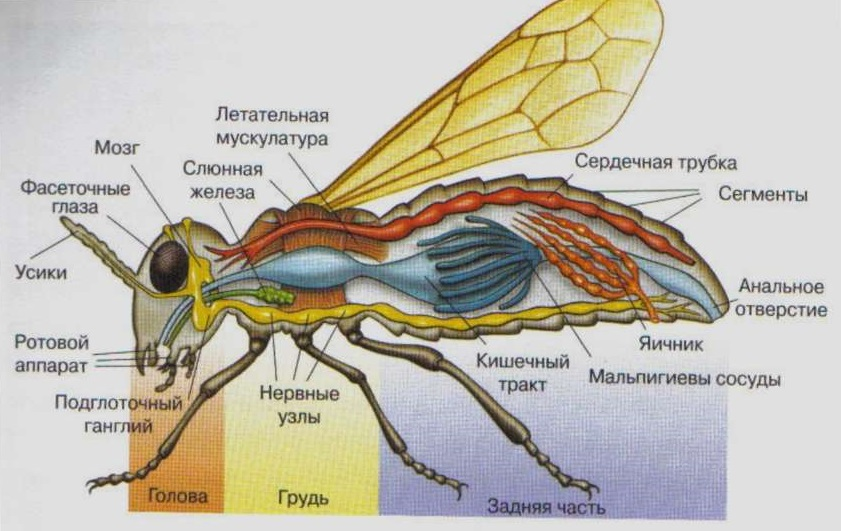 Летательная
мускулатура
Мозг
Слюнная
железа
Сердечная трубка
Фасеточные
глаза
Сегменты
Усики
Анальное
отверстие
Ротовой
аппарат
Яичник
Кишечный
тракт
Мальпигиевы сосуды
Подглоточный
ганглий
Нервные
узлы
Голова
Грудь
Задняя часть